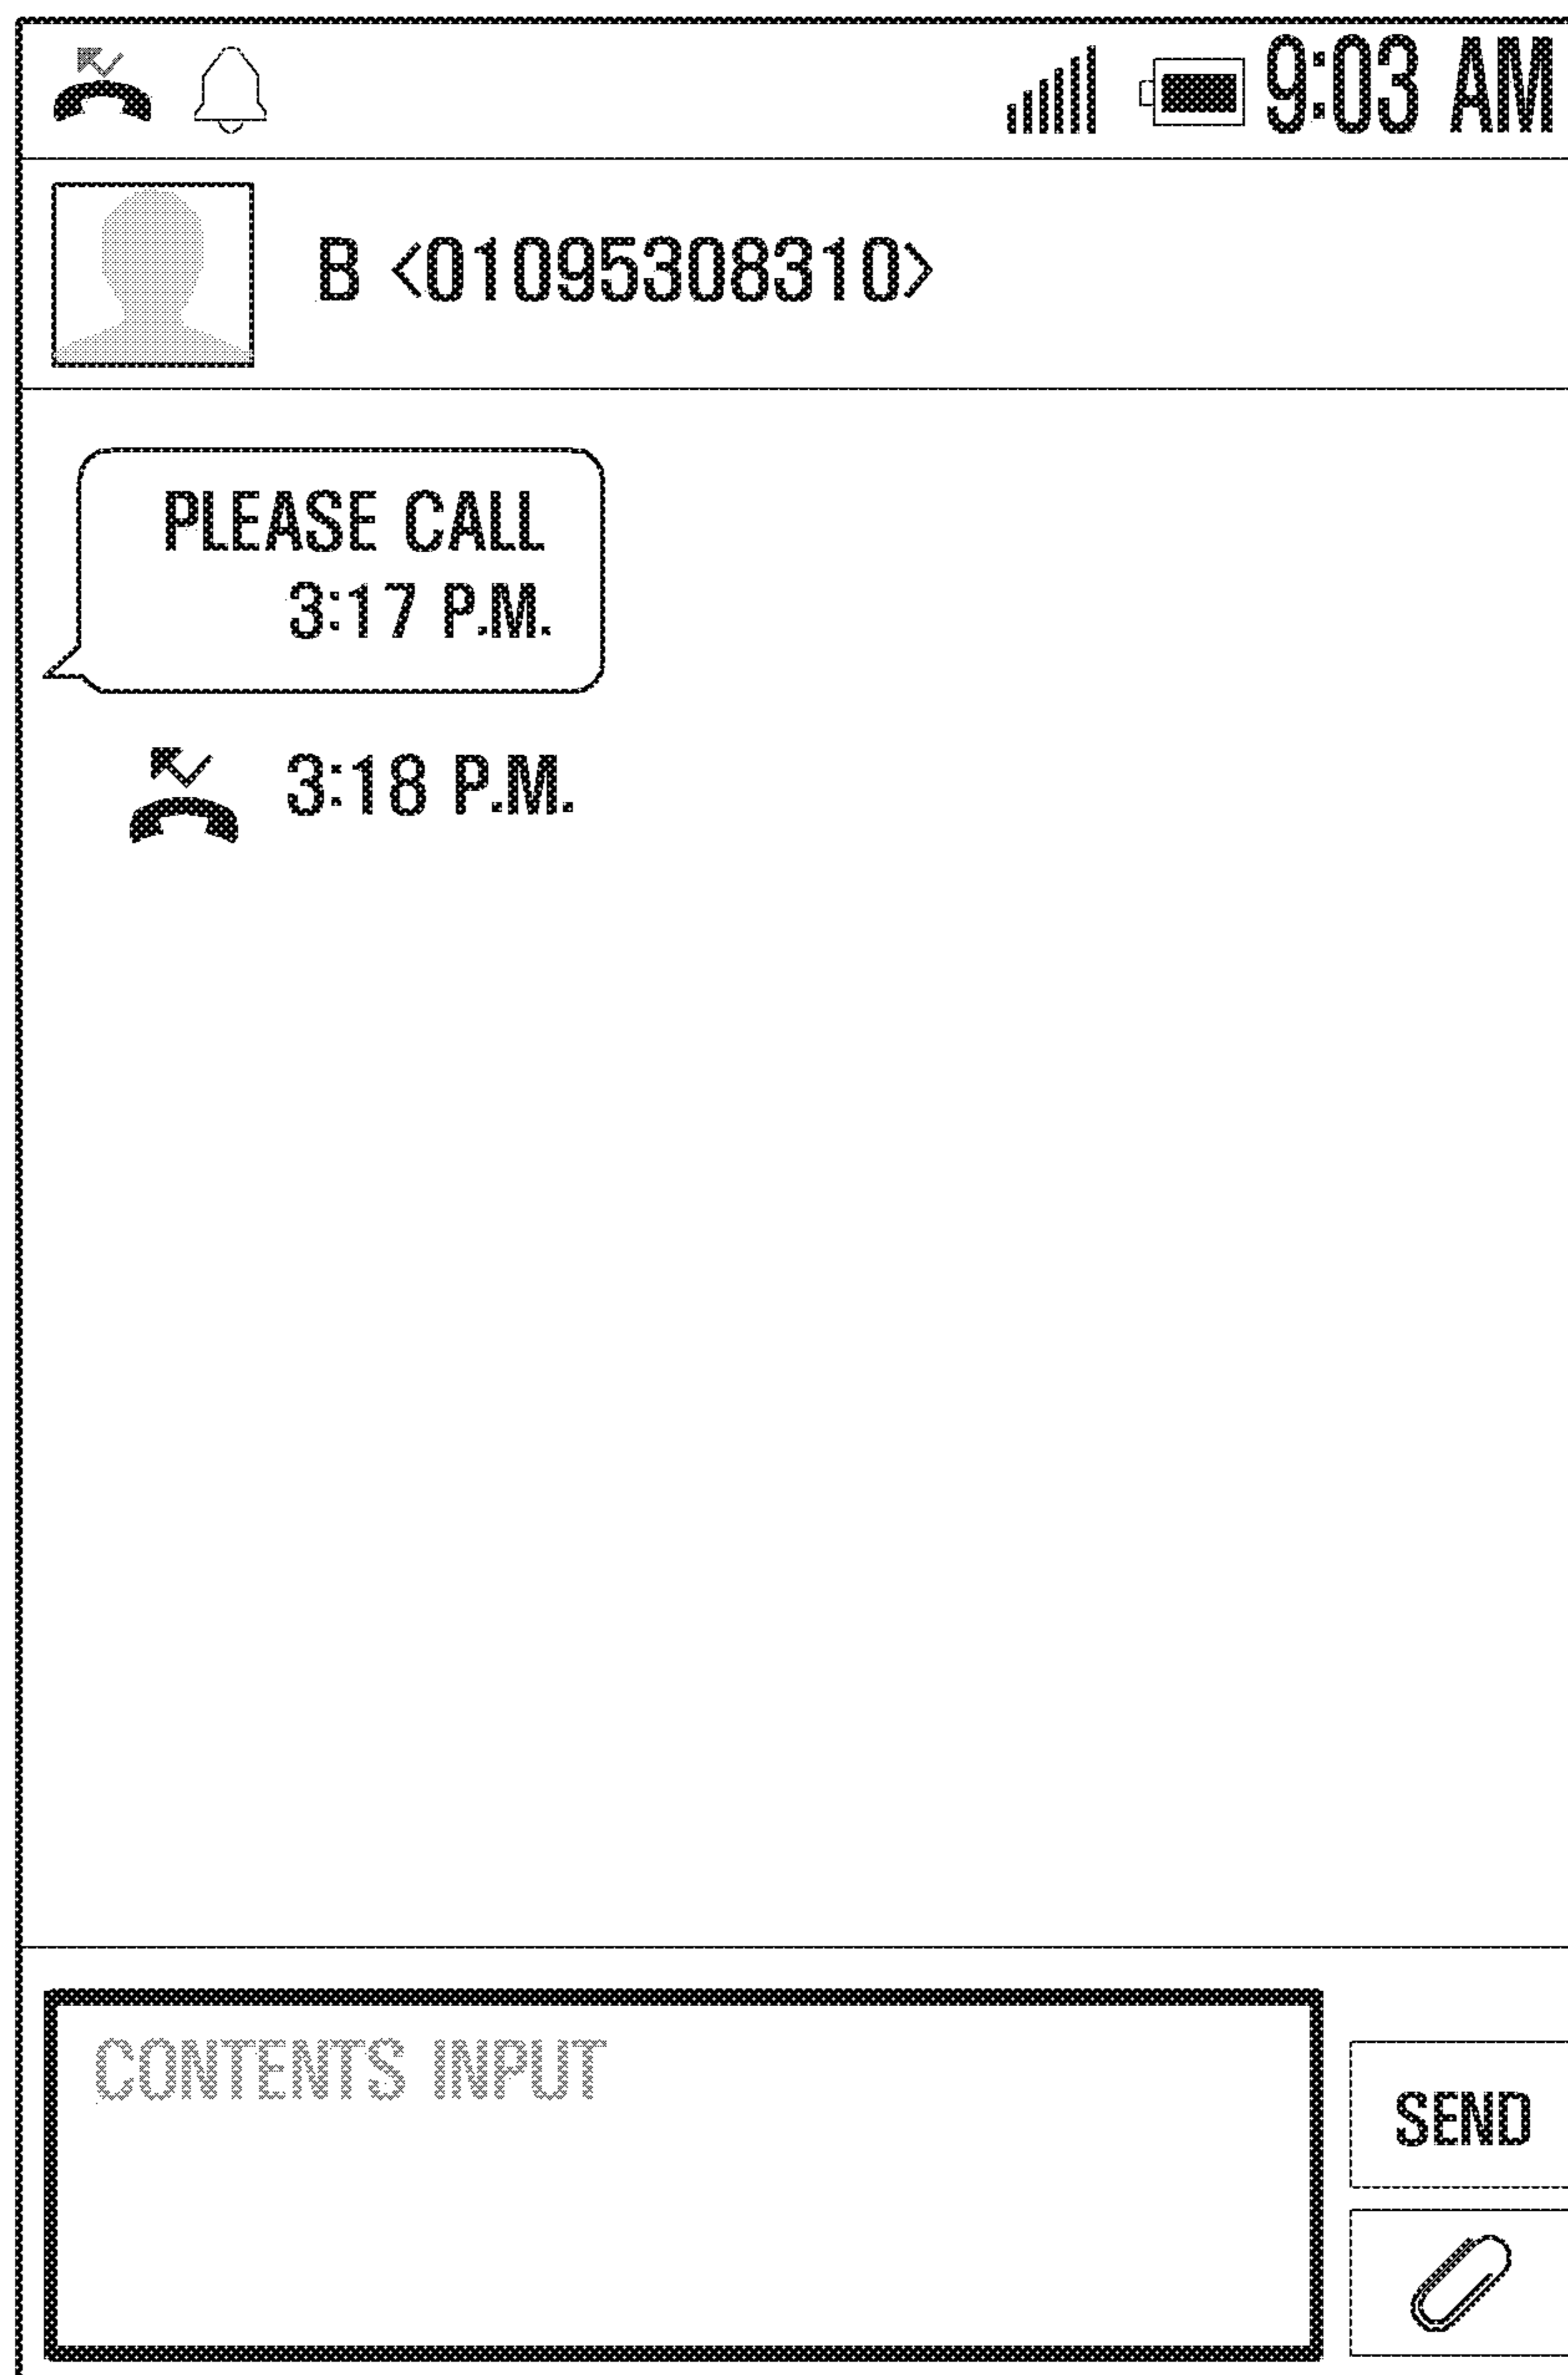 9:03 AM
B <01095308310>
PLEASE CALL
3:17 P.M.
3:18 P.M.
CONTENTS INPUT
SEND